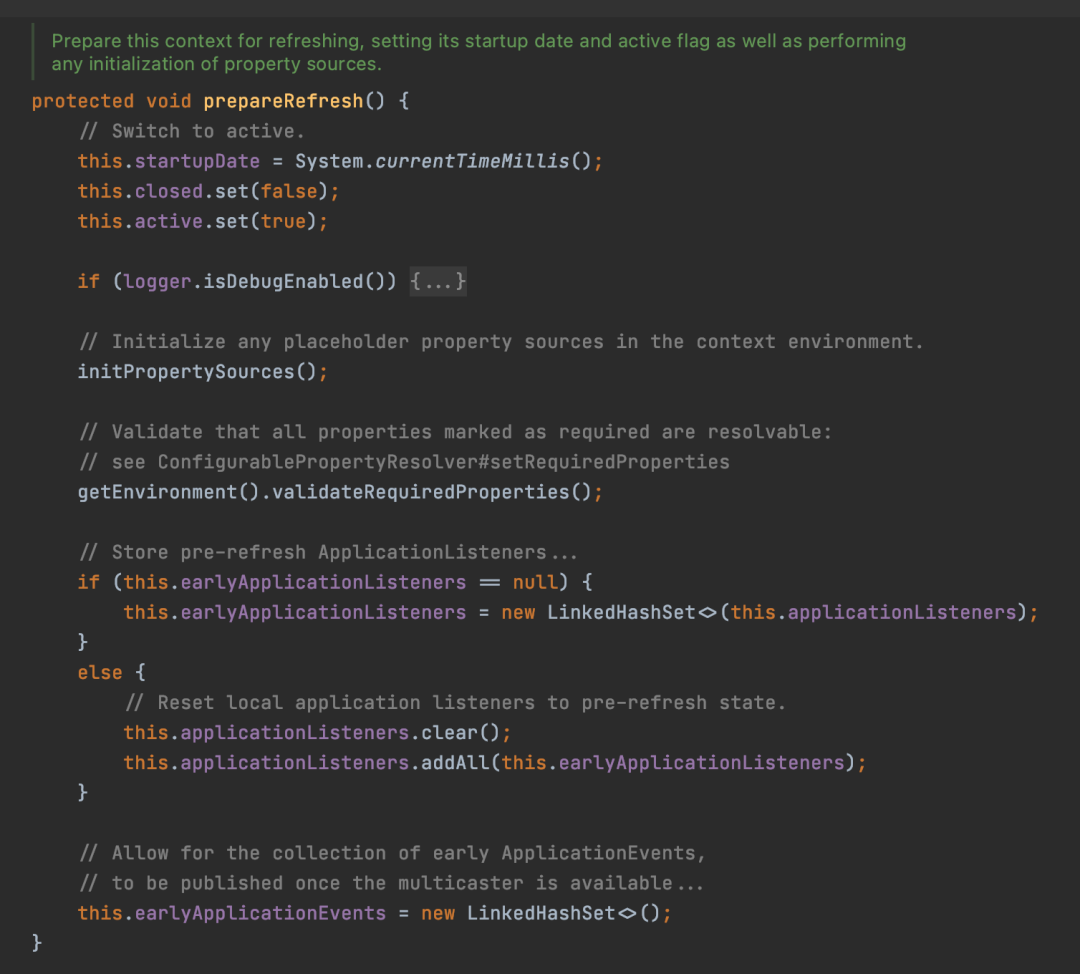 Prepare this context for refreshing, setting its startup date and active flag as well as performing
any initialization of property sources.
protected void prepareRefresh() {
    // Switch to active.
    this.startupDate = System.currentTimeMillis();
    this.closed.set(false);
    this.active.set(true);

    if (logger.isDebugEnabled()) {...}

    // Initialize any placeholder property sources in the context environment.
    initPropertySources();

    // Validate that all properties marked as required are resolvable:
    // see ConfigurablePropertyResolver#setRequiredProperties
    getEnvironment().validateRequiredProperties();

    // Store pre-refresh ApplicationListeners...
    if (this.earlyApplicationListeners == null) {
        this.earlyApplicationListeners = new LinkedHashSet<>(this.applicationListeners);
    }
    else {
        // Reset local application listeners to pre-refresh state.
        this.applicationListeners.clear();
        this.applicationListeners.addAll(this.earlyApplicationListeners);
    }

    // Allow for the collection of early ApplicationEvents,
    // to be published once the multicaster is available...
    this.earlyApplicationEvents = new LinkedHashSet<>();
}